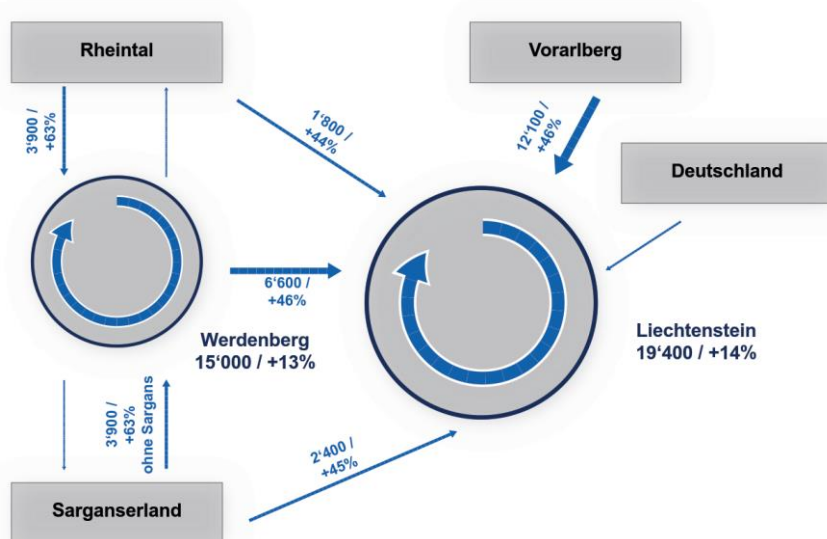 Rheintal
Vorarlberg
3‘900 /
+63%
1‘800 /
+44%
12‘100 /
+46%
Deutschland
6‘600 /
+46%
Werdenberg
15‘000 / +13%
Liechtenstein
19‘400 / +14%
3‘900 /
+63%
ohne Sargans
2‘400 /
+45%
Sarganserland